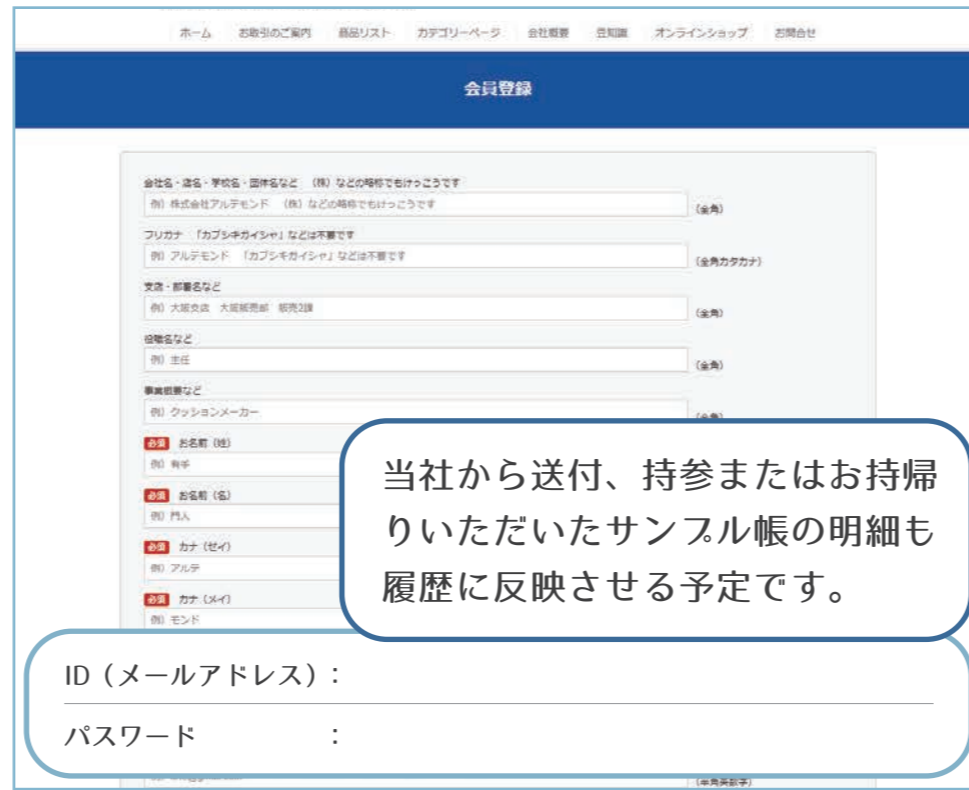 ホーム お取引のご案内 商品リスト カテゴリーページ 会社概要 豆知識 オンラインショップ お問合せ
会員登録
会社名・店名・学校名・団体名など (株)などの略称でもけっこうです
例) 株式会社アルテモンド (株)などの略称でもけっこうです
(全角)
フリカナ 「カブシキガイシャ」などは不要です
例) アルテモンド 「カブシキガイシャ」などは不要です
(全角カタカナ)
支店・部署名など
例) 大阪支店 大阪販売部 販売2課
(全角)
役職名など
例) 主任
(全角)
事業概要など
例) クッションメーカー
(全角)
必須 お名前(姓)
例) 有手
必須 お名前(名)
例) 門人
必須 カナ(セイ)
例) アルテ
必須 カナ(メイ)
例) モンド
当社から送付、持参またはお持帰
りいただいたサンプル帳の明細も
履歴に反映させる予定です。
ID(メールアドレス):
パスワード :
(半角英数字)